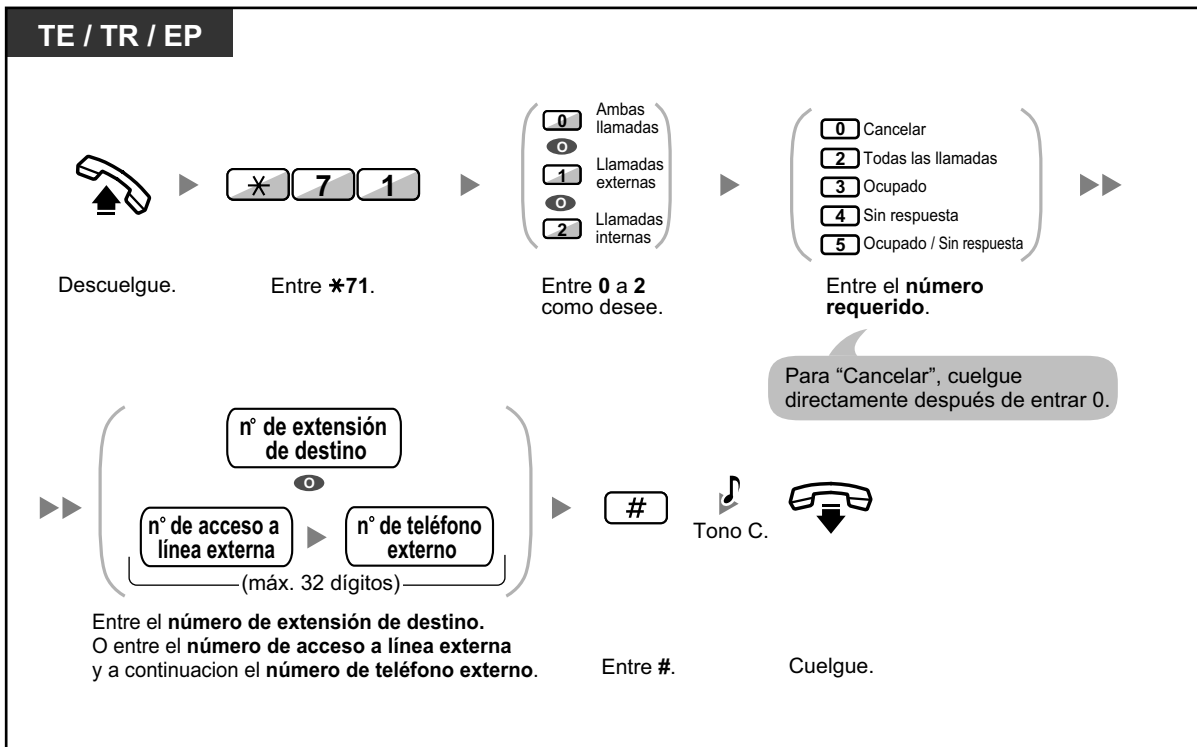 TE / TR / EP
0 Ambas
llamadas
O
1 Llamadas
externas
O
2 Llamadas
internas
0 Cancelar
2 Todas las llamadas
3 Ocupado
4 Sin respuesta
5 Ocupado / Sin respuesta
* 7 1
Descuelgue.
Entre *71.
Entre 0 a 2
como desee.
Entre el número
requerido.
Para “Cancelar”, cuelgue
directamente después de entrar 0.
n° de extensión
de destino
O
n° de acceso a
línea externa
n° de teléfono
externo
(máx. 32 dígitos)
#
Tono C.
Entre el número de extensión de destino.
O entre el número de acceso a línea externa
y a continuacion el número de teléfono externo.
Entre #.
Cuelgue.